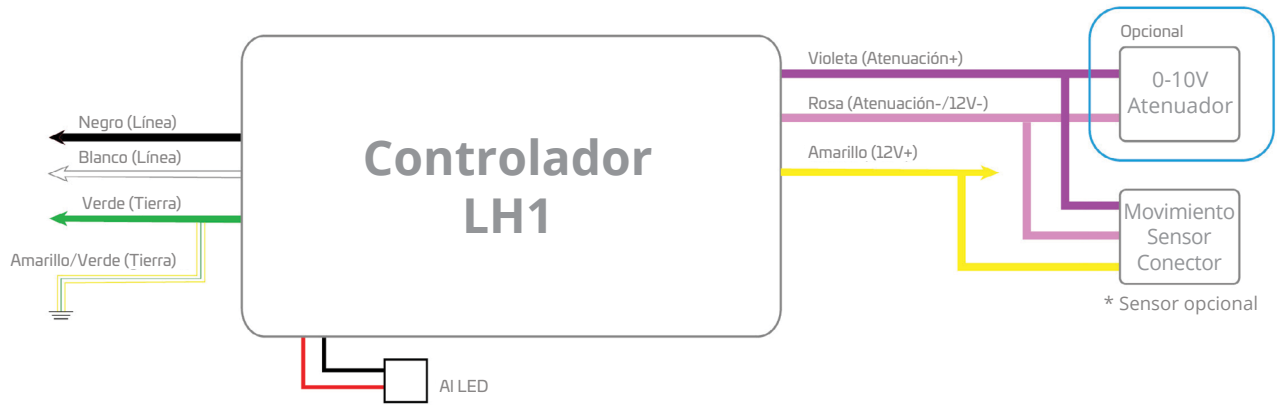 Opcional
Violeta (Atenuación+)
0-10V
Atenuador
Rosa (Atenuación-/12V-)
Negro (Línea)
Blanco (Línea)
Controlador
LH1
Amarillo (12V+)
Verde (Tierra)
Movimiento
Sensor
Conector
Amarillo/Verde (Tierra)
* Sensor opcional
Al LED